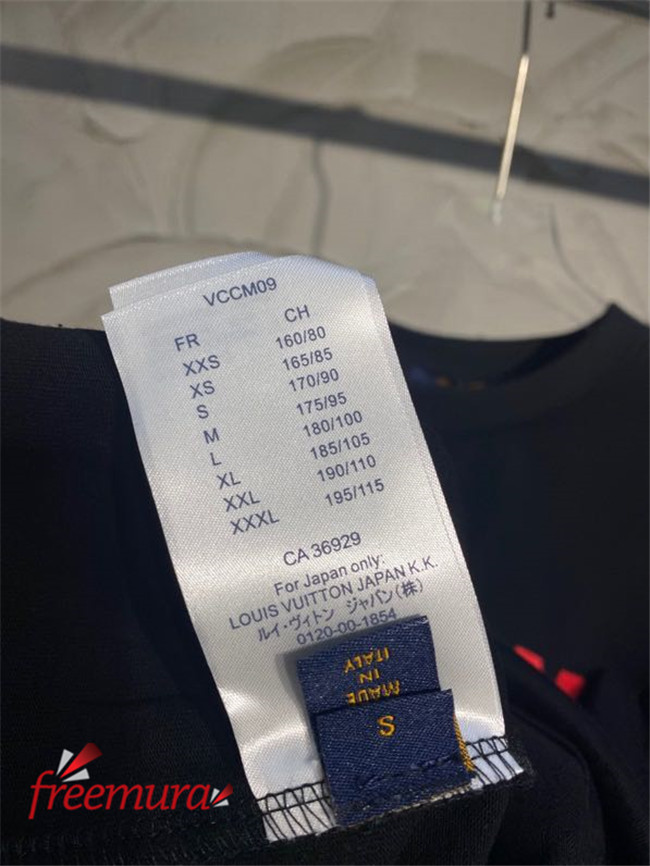 VCCM09
FR CH
XXS 160/80
XS 165/85
S 170/90
M 175/95
L 180/100
XL 185/105
XXL 190/110
XXXL 195/115
CA 36929
For Japan only:
LOUIS VUITTON JAPAN K.K.
ルイ・ヴィトン ジャパン(株)
0120-00-1854
MADE
IN
ITALY
S
freemura